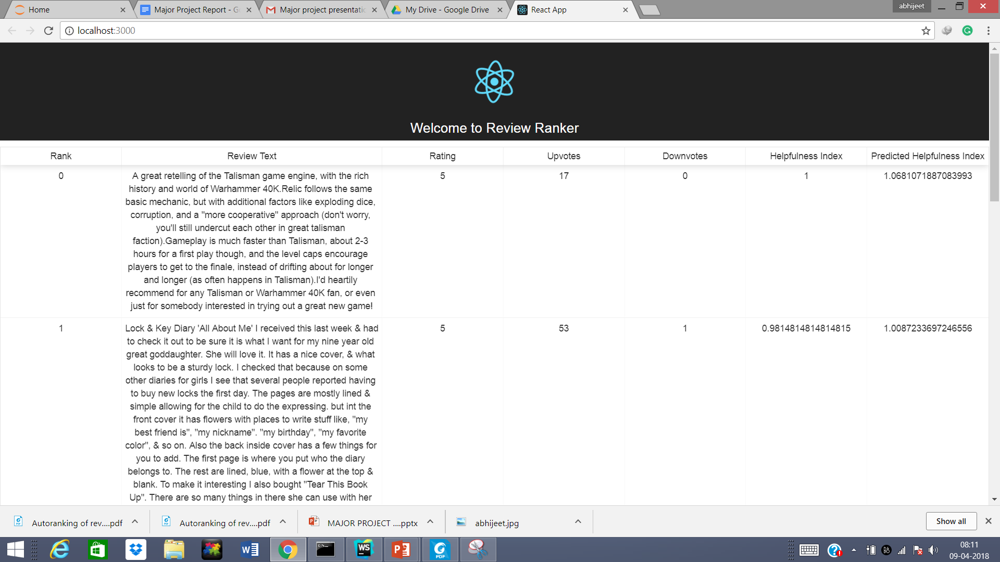 Home
Major Project Report - G
Major project presentatio
My Drive - Google Drive
React App
abhijeet
localhost:3000
Welcome to Review Ranker
Rank Review Text Rating Upvotes Downvotes Helpfulness Index Predicted Helpfulness Index
0 A great retelling of the Talisman game engine, with the rich 5 17 0 1 1.0681071887083993
history and world of Warhammer 40K.Relic follows the same
basic mechanic, but with additional factors like exploding dice,
corruption, and a "more cooperative" approach (don't worry,
you'll still undercut each other in great talisman
faction).Gameplay is much faster than Talisman, about 2-3
hours for a first play though, and the level caps encourage
players to get to the finale, instead of drifting about for longer
and longer (as often happens in Talisman).I'd heartily
recommend for any Talisman or Warhammer 40K fan, or even
just for somebody interested in trying out a great new game!
1 Lock & Key Diary 'All About Me' I received this last week & had 5 53 1 0.9814814814814815 1.0087233697246556
to check it out to be sure it is what I want for my nine year old
great goddaughter. She will love it. It has a nice cover, & what
looks to be a sturdy lock. I checked that because on some
other diaries for girls I see that several people reported having
to buy new locks the first day. The pages are mostly lined &
simple allowing for the child to do the expressing. but int the
front cover it has flowers with places to write stuff like, "my
best friend is", "my nickname". "my birthday", "my favorite
color", & so on. Also the back inside cover has a few things for
you to add. The first page is where you put who the diary
belongs to. The rest are lined, blue, with a flower at the top &
blank. To make it interesting I also bought "Tear This Book
Up". There are so many things in there she can use with her
Autoranking of rev....pdf
Autoranking of rev....pdf
MAJOR PROJECT ....pptx
abhijeet.jpg
Show all
WS
PDF
08:11
09-04-2018